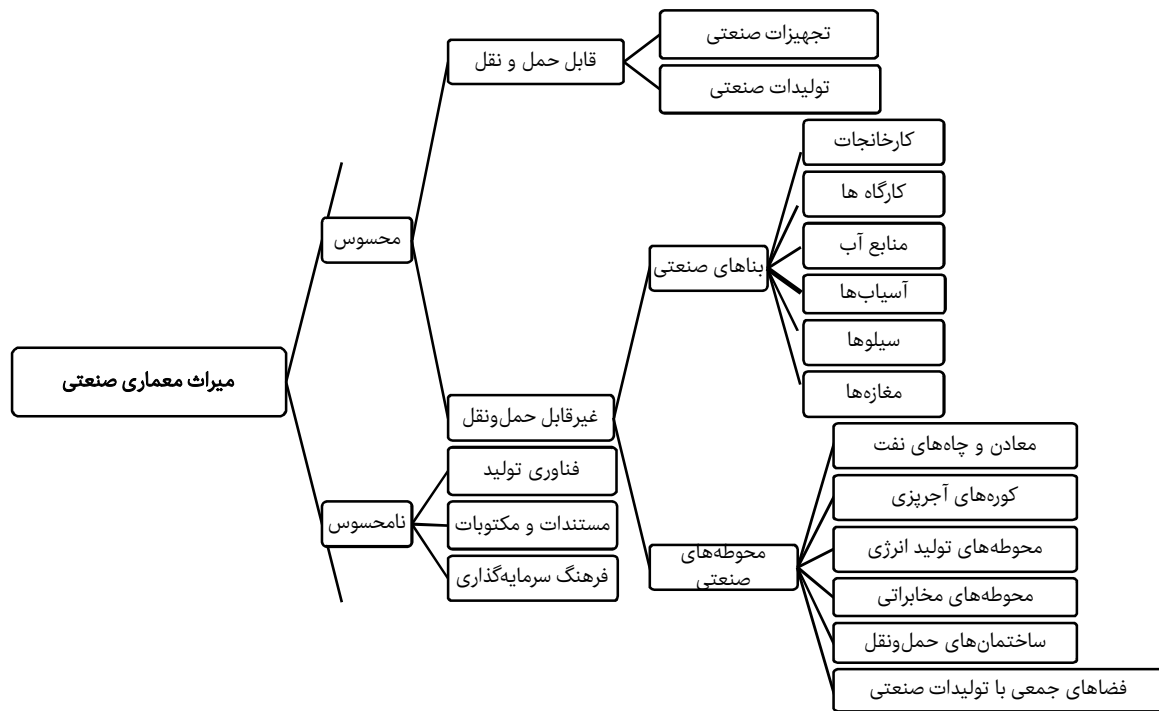 تجهیزات صنعتی
قابل حمل و نقل
تولیدات صنعتی
کارخانجات
کارگاه ها
محسوس
منابع آب
بناهای صنعتی
آسیاب‌ها
سیلوها
میراث معماری صنعتی
مغازه‌ها
غیرقابل حمل‌ونقل
معادن و چاه‌های نفت
فناوری تولید
کوره‌های آجرپزی
نامحسوس
مستندات و مکتوبات
محوطه‌های تولید انرژی
محوطه‌های
صنعتی
فرهنگ سرمایه‌گذاری
محوطه‌های مخابراتی
ساختمان‌های حمل‌ونقل
فضاهای جمعی با تولیدات صنعتی